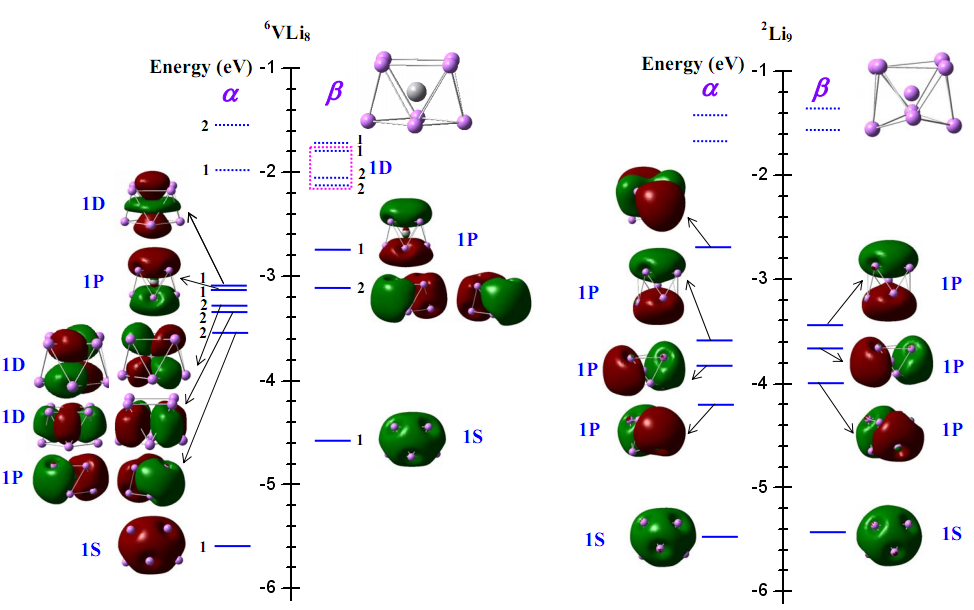 ⁶VLi₈
Energy (eV)
α
β
-1
-2
-3
-4
-5
-6
2
1
1
1
2
2
2
1
1
1
2
2
1
2
1
1D
1P
1D
1D
1P
1S
1D
1P
1S
²Li₉
Energy (eV)
α
β
-1
-2
-3
-4
-5
-6
1P
1P
1P
1S
1P
1P
1P
1S